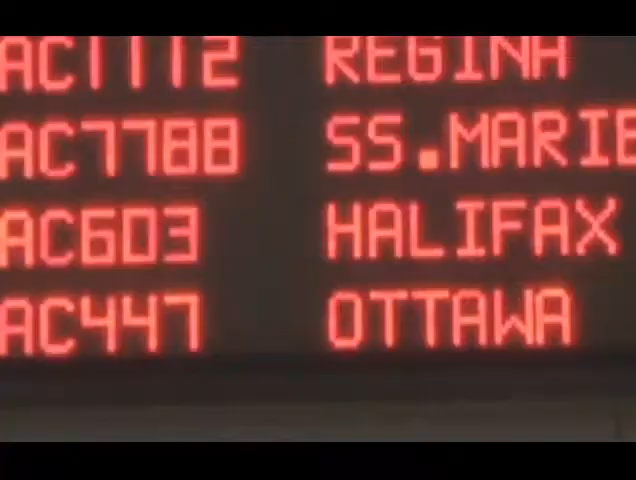 AC1112 REGINA
AC7788 SS.MARIE
AC603 HALIFAX
AC447 OTTAWA